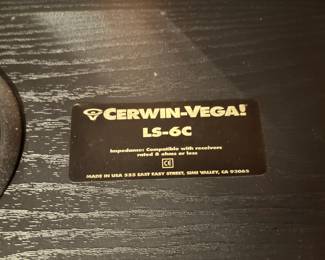 CERWIN-VEGA!
LS-6C
Impedance: Compatible with receivers
rated 8 ohms or less
CE
MADE IN USA 555 EAST EASY STREET, SIMI VALLEY, CA 93065